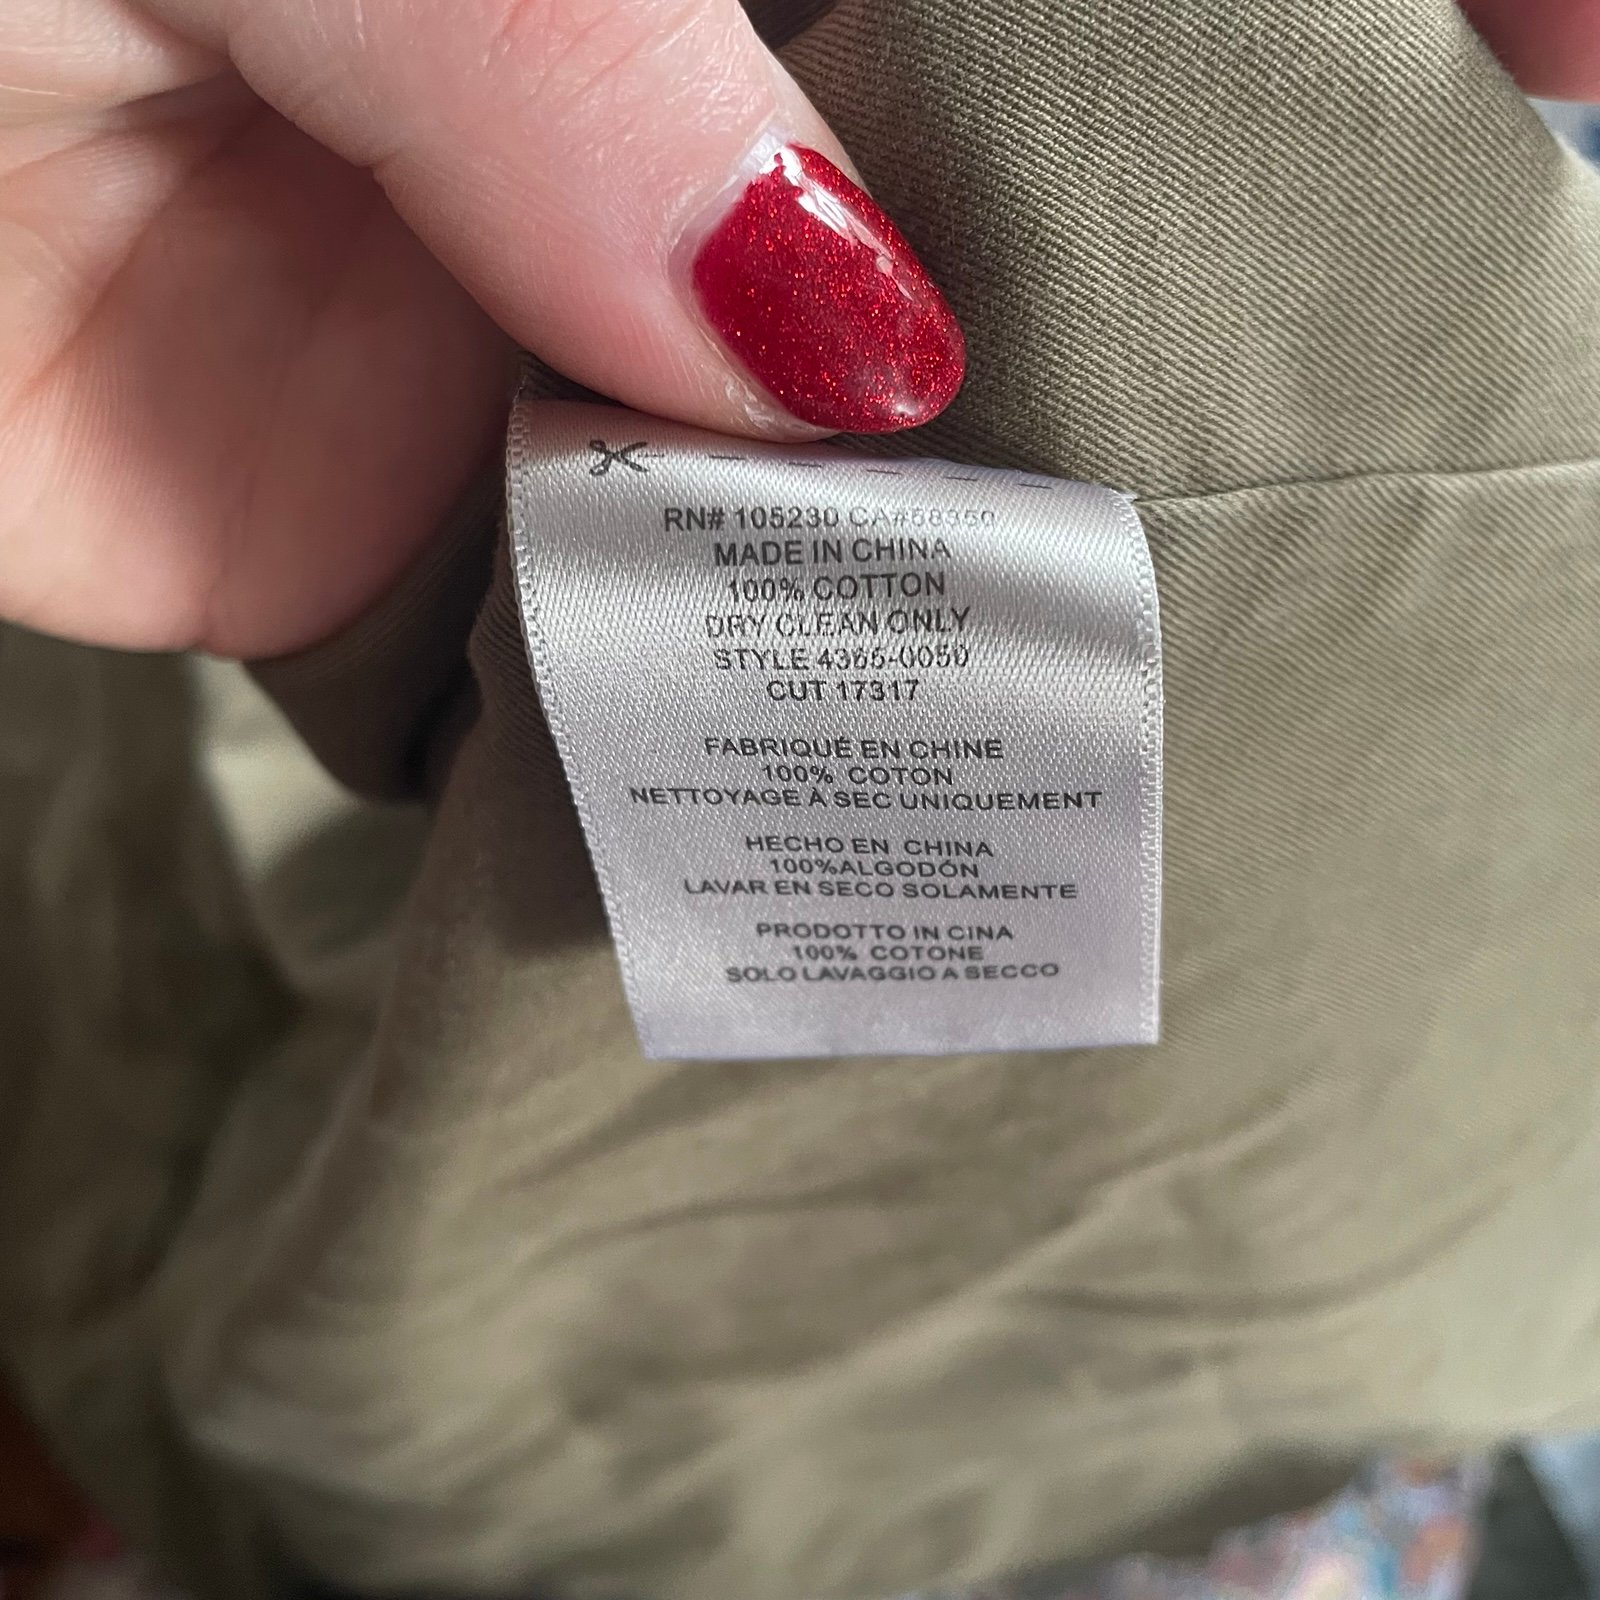 RN# 105230 CA#58350
MADE IN CHINA
100% COTTON
DRY CLEAN ONLY
STYLE 4365-0050
CUT 17317
FABRIQUÉ EN CHINE
100% COTON
NETTOYAGE À SEC UNIQUEMENT
HECHO EN CHINA
100%ALGODÓN
LAVAR EN SECO SOLAMENTE
PRODOTTO IN CINA
100% COTONE
SOLO LAVAGGIO A SECCO